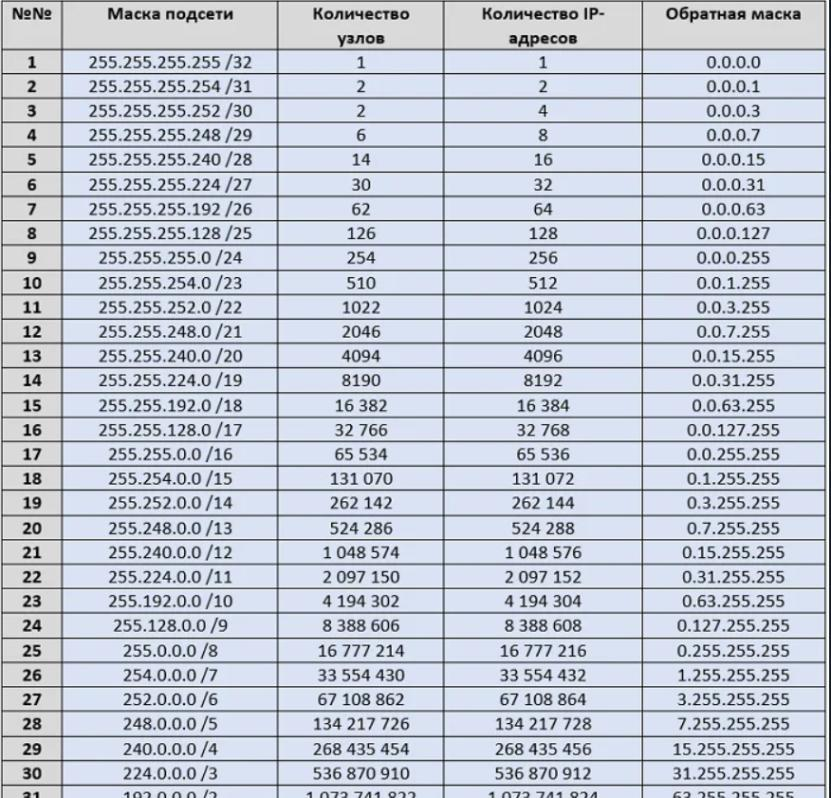 №№ Маска подсети Количество узлов Количество IP-адресов Обратная маска
1 255.255.255.255 /32 1 1 0.0.0.0
2 255.255.255.254 /31 2 2 0.0.0.1
3 255.255.255.252 /30 2 4 0.0.0.3
4 255.255.255.248 /29 6 8 0.0.0.7
5 255.255.255.240 /28 14 16 0.0.0.15
6 255.255.255.224 /27 30 32 0.0.0.31
7 255.255.255.192 /26 62 64 0.0.0.63
8 255.255.255.128 /25 126 128 0.0.0.127
9 255.255.255.0 /24 254 256 0.0.0.255
10 255.255.254.0 /23 510 512 0.0.1.255
11 255.255.252.0 /22 1022 1024 0.0.3.255
12 255.255.248.0 /21 2046 2048 0.0.7.255
13 255.255.240.0 /20 4094 4096 0.0.15.255
14 255.255.224.0 /19 8190 8192 0.0.31.255
15 255.255.192.0 /18 16 382 16 384 0.0.63.255
16 255.255.128.0 /17 32 766 32 768 0.0.127.255
17 255.255.0.0 /16 65 534 65 536 0.0.255.255
18 255.254.0.0 /15 131 070 131 072 0.1.255.255
19 255.252.0.0 /14 262 142 262 144 0.3.255.255
20 255.248.0.0 /13 524 286 524 288 0.7.255.255
21 255.240.0.0 /12 1 048 574 1 048 576 0.15.255.255
22 255.224.0.0 /11 2 097 150 2 097 152 0.31.255.255
23 255.192.0.0 /10 4 194 302 4 194 304 0.63.255.255
24 255.128.0.0 /9 8 388 606 8 388 608 0.127.255.255
25 255.0.0.0 /8 16 777 214 16 777 216 0.255.255.255
26 254.0.0.0 /7 33 554 430 33 554 432 1.255.255.255
27 252.0.0.0 /6 67 108 862 67 108 864 3.255.255.255
28 248.0.0.0 /5 134 217 726 134 217 728 7.255.255.255
29 240.0.0.0 /4 268 435 454 268 435 456 15.255.255.255
30 224.0.0.0 /3 536 870 910 536 870 912 31.255.255.255
31 192.0.0.0 /2 1 073 741 822 1 073 741 824 63.255.255.255